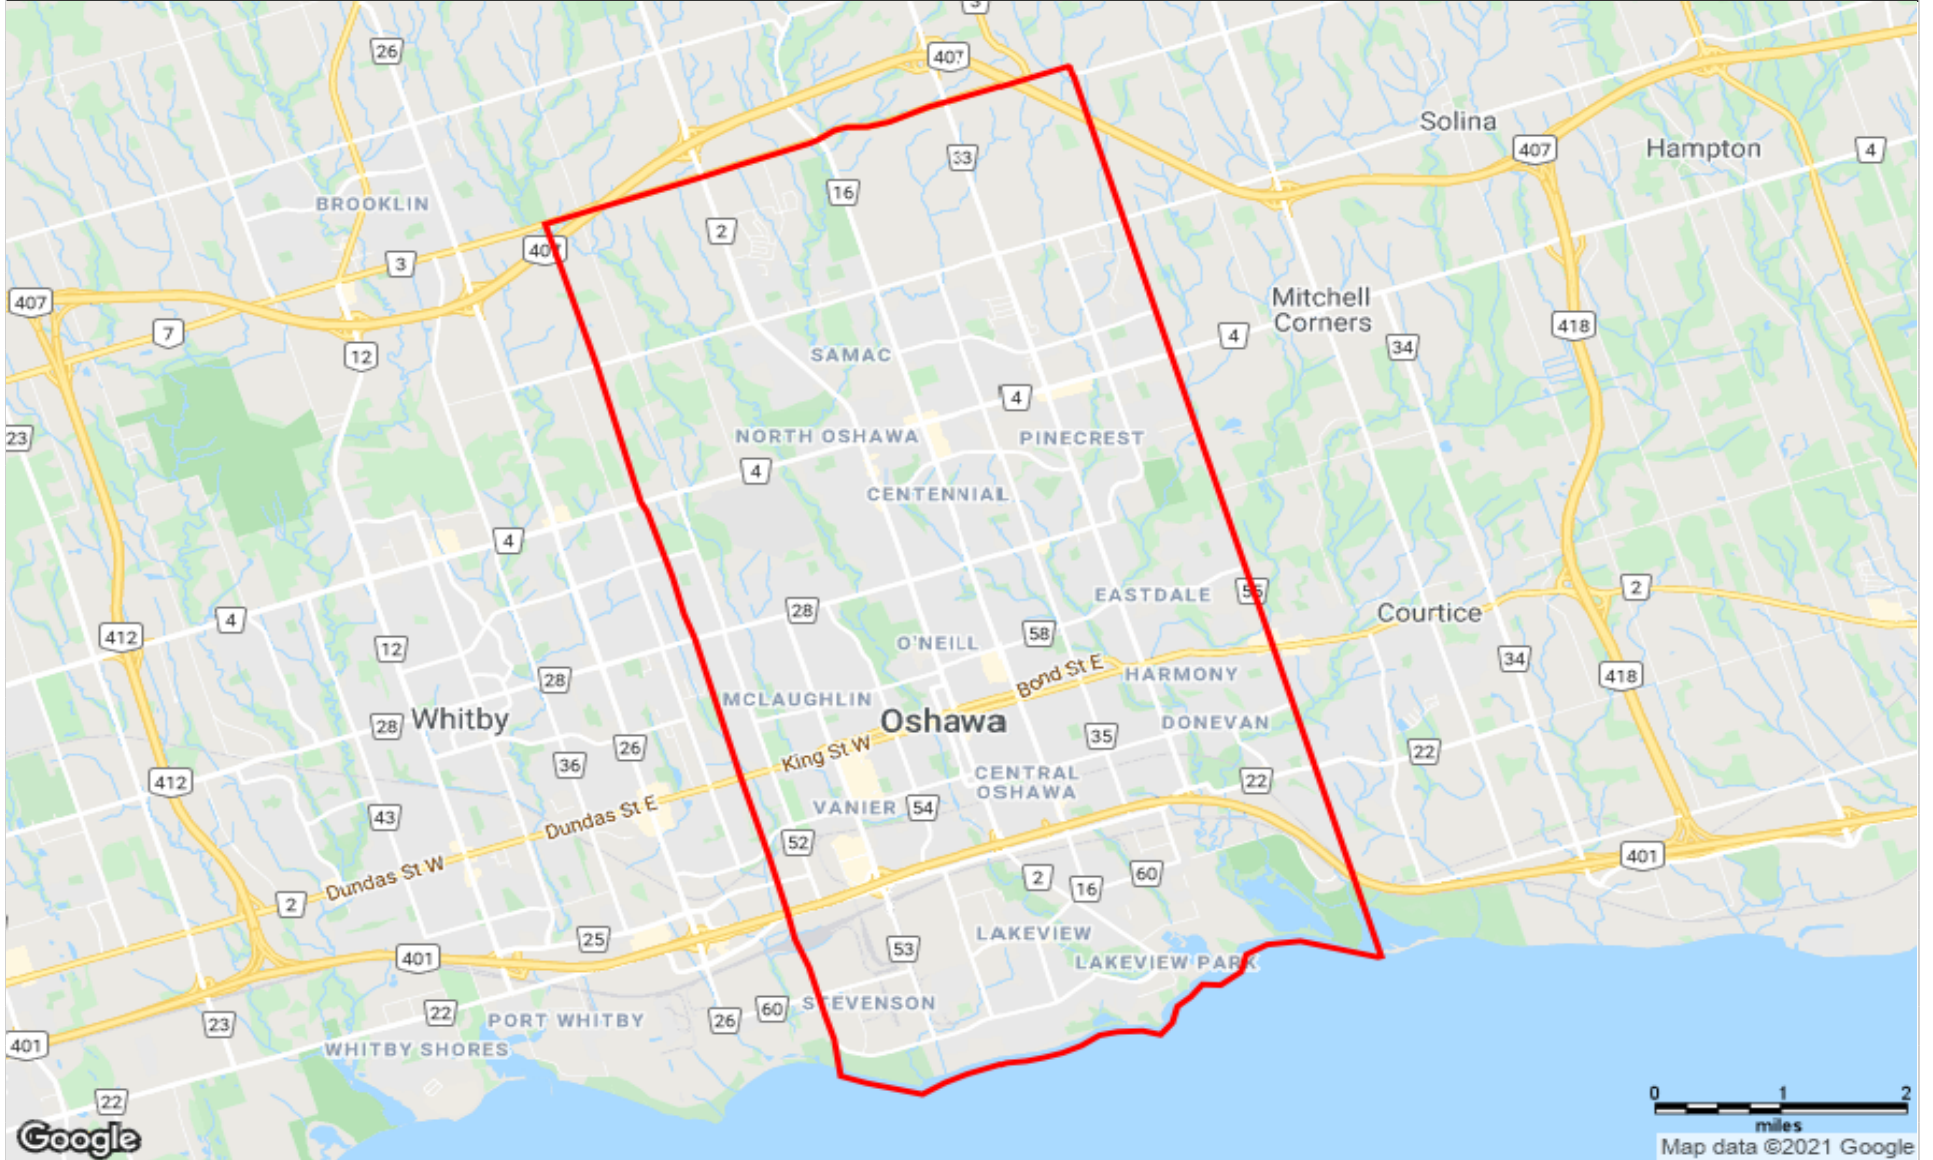 3
26
407
Solina
407
Hampton
4
33
16
BROOKLIN
2
407
3
407
7
12
Mitchell
Corners
418
4
34
SAMAC
4
23
NORTH OSHAWA
PINECREST
4
CENTENNIAL
4
2
EASTDALE
55
28
Courtice
4
412
58
O'NEILL
12
34
Bond St E
HARMONY
418
28
MCLAUGHLIN
Whitby
Oshawa
DONEVAN
28
35
26
22
King St W
36
CENTRAL
OSHAWA
22
412
VANIER
54
43
Dundas St E
52
401
Dundas St W
60
2
16
2
LAKEVIEW
25
53
401
LAKEVIEW PARK
STEVENSON
60
22
26
23
PORT WHITBY
401
WHITBY SHORES
22
0 1 2
miles
Google
Map data ©2021 Google